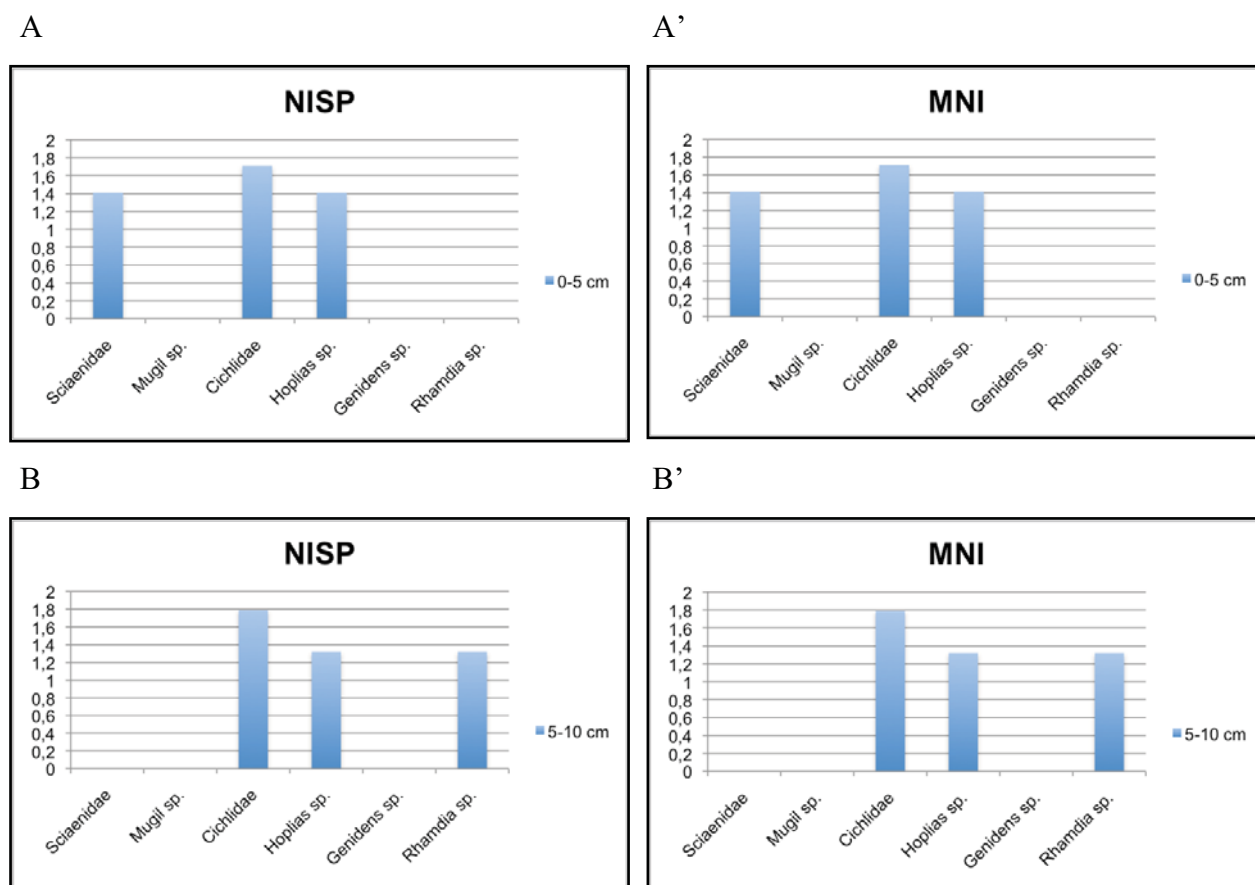 A
NISP
2
1,8
1,6
1,4
1,2
1
0,8
0,6
0,4
0,2
0
Sciaenidae
Mugil sp.
Cichlidae
Hoplias sp.
Genidens sp.
Rhamdia sp.
0-5 cm
A’
MNI
2
1,8
1,6
1,4
1,2
1
0,8
0,6
0,4
0,2
0
Sciaenidae
Mugil sp.
Cichlidae
Hoplias sp.
Genidens sp.
Rhamdia sp.
0-5 cm
B
NISP
2
1,8
1,6
1,4
1,2
1
0,8
0,6
0,4
0,2
0
Sciaenidae
Mugil sp.
Cichlidae
Hoplias sp.
Genidens sp.
Rhamdia sp.
5-10 cm
B’
MNI
2
1,8
1,6
1,4
1,2
1
0,8
0,6
0,4
0,2
0
Sciaenidae
Mugil sp.
Cichlidae
Hoplias sp.
Genidens sp.
Rhamdia sp.
5-10 cm